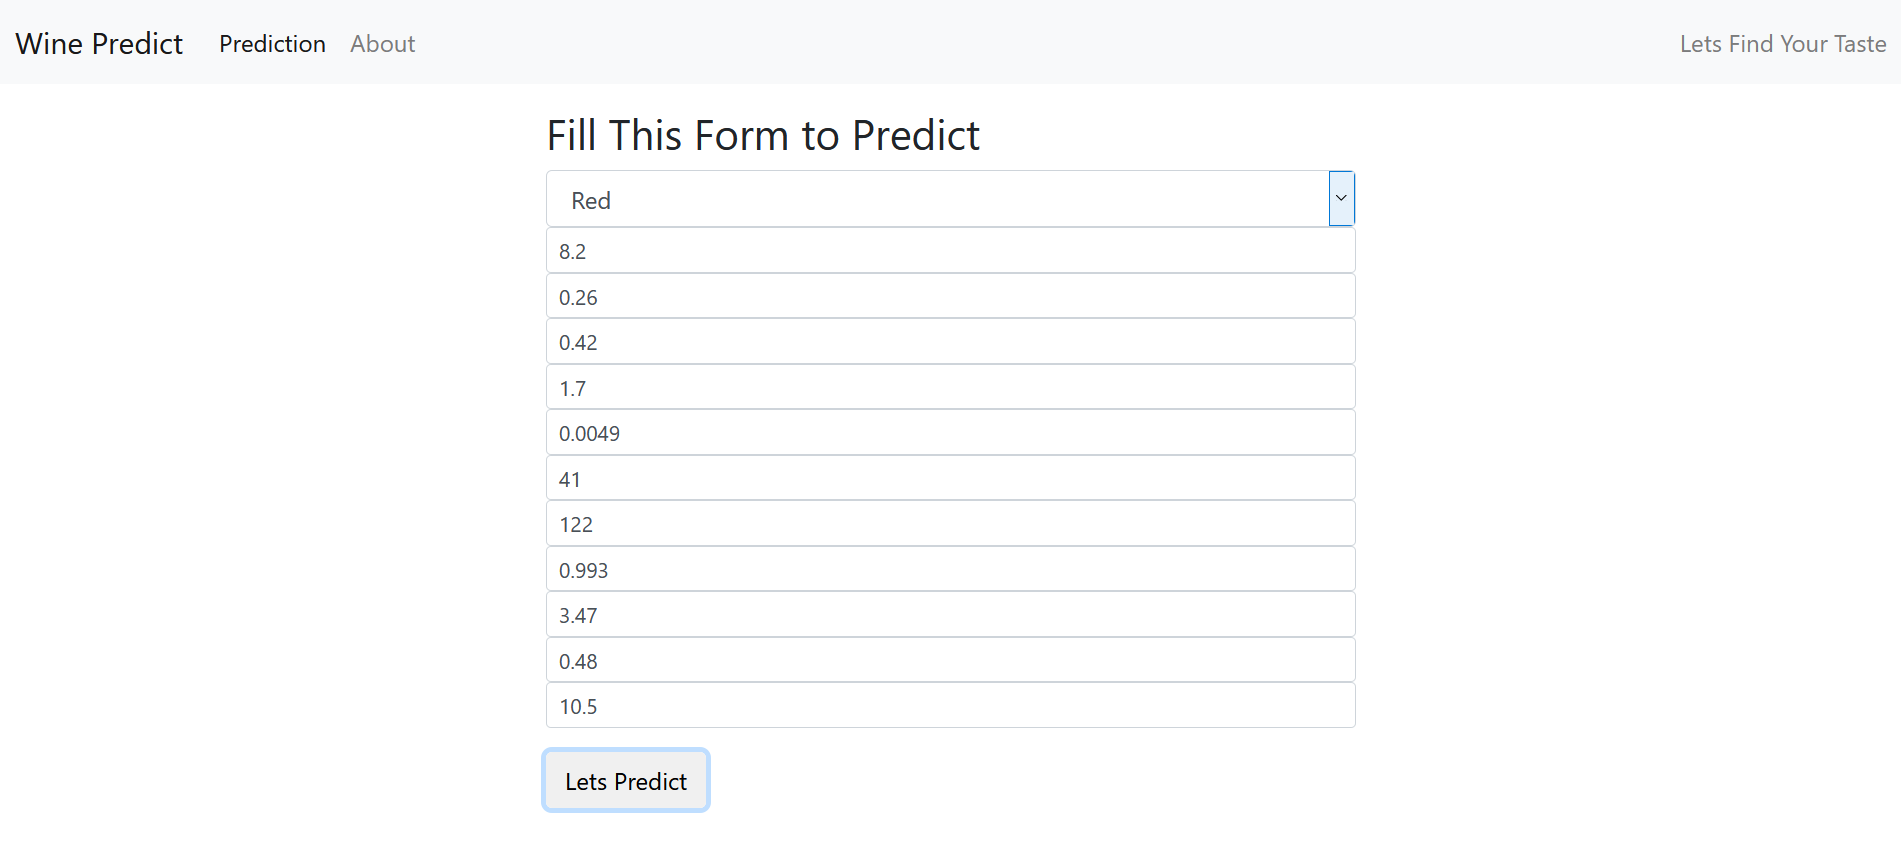 Wine Predict Prediction About Lets Find Your Taste
Fill This Form to Predict
Red
8.2
0.26
0.42
1.7
0.0049
41
122
0.993
3.47
0.48
10.5
Lets Predict